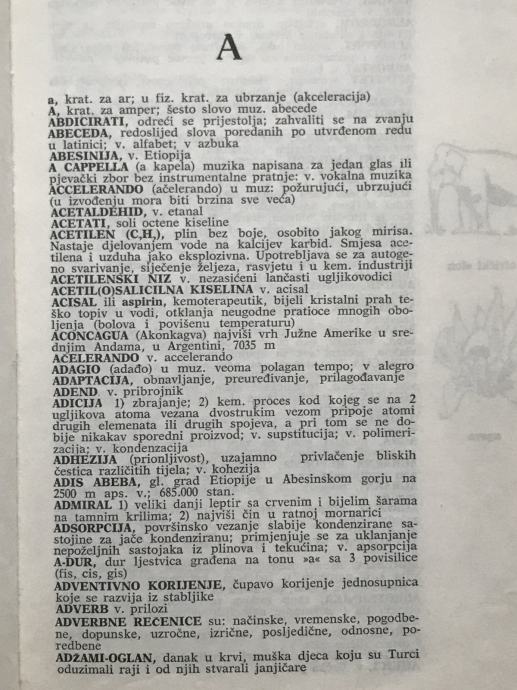 A
a, krat. za ar; u fiz. krat. za ubrzanje (akceleracija)
A, krat. za amper; šesto slovo muz. abecede
ABDICIRATI, odreći se prijestolja; zahvaliti se na zvanju
ABECEDA, redoslijed slova poredanih po utvrđenom redu
u latinici; v. alfabet; v azbuka
ABESINIJA, v. Etiopija
A CAPPELLA (a kapela) muzika napisana za jedan glas ili
pjevački zbor bez instrumentalne pratnje; v. vokalna muzika
ACCELERANDO (ačelerando) u muz: požurujući, ubrzujući
(u izvođenju mora biti brzina sve veća)
ACETALDEHID, v. etanal
ACETATI, soli octene kiseline
ACETILEN (C₂H₂), plin bez boje, osobito jakog mirisa.
Nastaje djelovanjem vode na kalcijev karbid. Smjesa ace-
tilena i uzduha jako eksplozivna. Upotrebljava se za autoge-
no svarivanje, siječenje željeza, rasvjetu i u kem. industriji
ACETILENSKI NIZ v. nezasićeni lančasti ugljikovodici
ACETIL(O)SALICILNA KISELINA v. acisal
ACISAL ili aspirin, kemoterapeutik, bijeli kristalni prah te-
ško topiv u vodi, otklanja neugodne pratioce mnogih obo-
ljenja (bolova i povišenu temperaturu)
ACONCAGUA (Akonkagva) najviši vrh Južne Amerike u sre-
dnjim Andama, u Argentini, 7035 m
AČELERANDO v. accelerando
ADAGIO (adađo) u muz. veoma polagan tempo; v alegro
ADAPTACIJA, obnavljanje, preuređivanje, prilagođavanje
ADEND v. pribrojnik
ADICIJA 1) zbrajanje; 2) kem. proces kod kojeg se na 2
ugljikova atoma vezana dvostrukim vezom pripoje atomi
drugih elemenata ili drugih spojeva, a pri tom se ne do-
bije nikakav sporedni proizvod; v. supstitucija; v. polimeri-
zacija; v. kondenzacija
ADHEZIJA (prionljivost), uzajamno privlačenje bliskih
čestica različitih tijela; v. kohezija
ADIS ABEBA, gl. grad Etiopije u Abesinskom gorju na
2500 m aps. v.; 685.000 stan.
ADMIRAL 1) veliki danji leptir sa crvenim i bijelim šarama
na tamnim krilima; 2) najviši čin u ratnoj mornarici
ADSORPCIJA, površinsko vezanje slabije kondenzirane sa-
stojine za jače kondenziranu; primjenjuje se za uklanjanje
nepoželjnih sastojaka iz plinova i tekućina; v. apsorpcija
A-DUR, dur ljestvica građena na tonu »a« sa 3 povisilice
(fis, cis, gis)
ADVENTIVNO KORIJENJE, čupavo korijenje jednosupnica
koje se razvija iz stabljike
ADVERB v. prilozi
ADVERBNE REČENICE su: načinske, vremenske, pogodbe-
ne, dopunske, uzročne, izrične, posljedične, odnosne, po-
redbene
ADŽAMI-OGLAN, danak u krvi, muška djeca koju su Turci
oduzimali raji i od njih stvarali janjičare